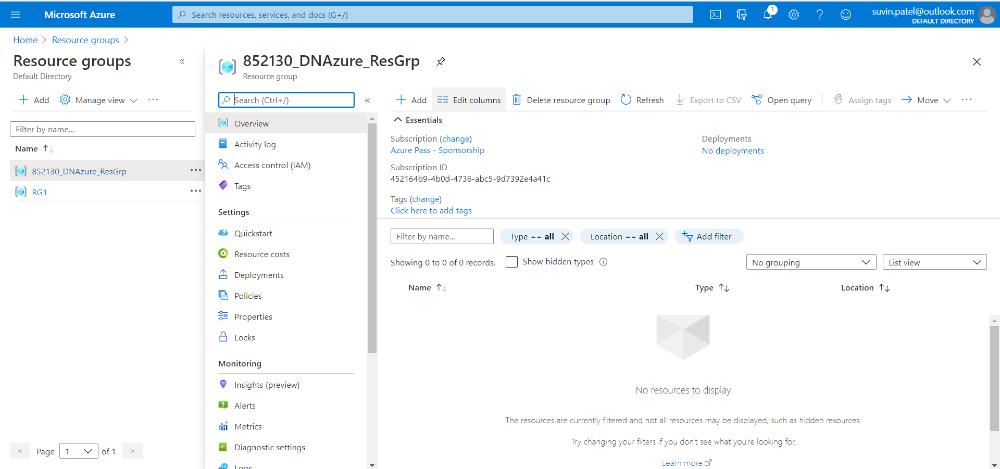 Microsoft Azure
Search resources, services, and docs (G+/)
1
suvin.patel@outlook.com
DEFAULT DIRECTORY
Home > Resource groups >
Resource groups
Default Directory
Add
Manage view
Filter by name...
Name
852130_DNAzure_ResGrp
RG1
< Page 1 of 1 >
852130_DNAzure_ResGrp
Resource group
Search (Ctrl+/)
Overview
Activity log
Access control (IAM)
Tags
Settings
Quickstart
Resource costs
Deployments
Policies
Properties
Locks
Monitoring
Insights (preview)
Alerts
Metrics
Diagnostic settings
Logs
Add
Edit columns
Delete resource group
Refresh
Export to CSV
Open query
Assign tags
Move
Essentials
Subscription (change)
Azure Pass - Sponsorship
Subscription ID
452164b9-4b0d-4736-abc5-9d7392e4a41c
Tags (change)
Click here to add tags
Deployments
No deployments
Filter by name...
Type == all
Location == all
Add filter
Showing 0 to 0 of 0 records.
Show hidden types
No grouping
List view
Name
Type
Location
No resources to display
The resources are currently filtered and not all resources may be displayed, such as hidden resources.
Try changing your filters if you don't see what you're looking for.
Learn more